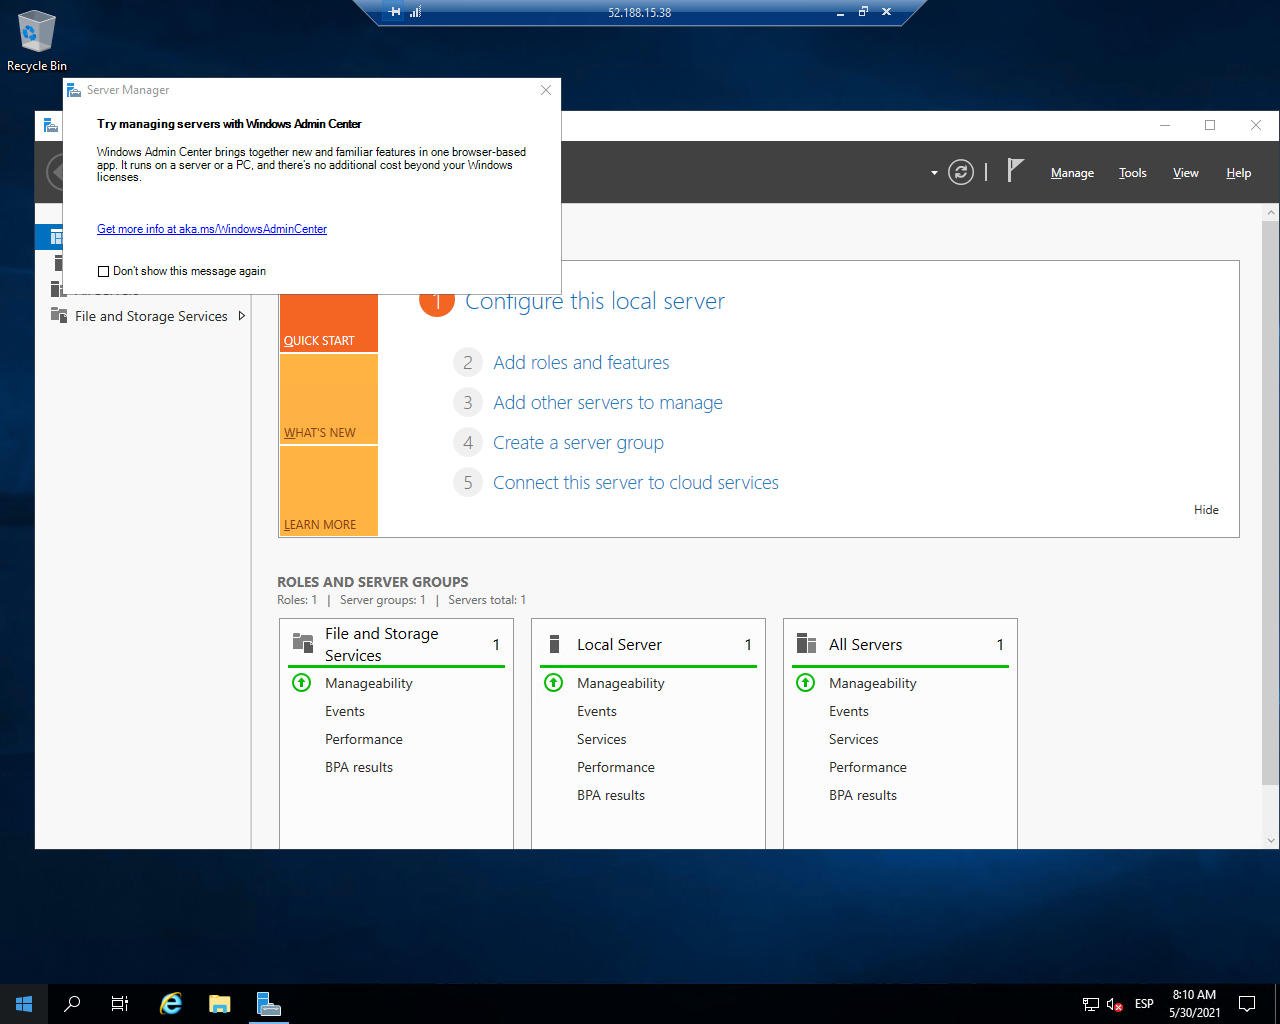 52.188.15.38
Recycle Bin
Server Manager
Try managing servers with Windows Admin Center
Windows Admin Center brings together new and familiar features in one browser-based
app. It runs on a server or a PC, and there's no additional cost beyond your Windows
licenses.
Get more info at aka.ms/WindowsAdminCenter
Don't show this message again
Manage
Tools
View
Help
File and Storage Services
1
Configure this local server
QUICK START
2
Add roles and features
3
Add other servers to manage
WHAT'S NEW
4
Create a server group
5
Connect this server to cloud services
LEARN MORE
Hide
ROLES AND SERVER GROUPS
Roles: 1 | Server groups: 1 | Servers total: 1
File and Storage
Services
1
Manageability
Events
Performance
BPA results
Local Server
1
Manageability
Events
Services
Performance
BPA results
All Servers
1
Manageability
Events
Services
Performance
BPA results
ESP
8:10 AM
5/30/2021